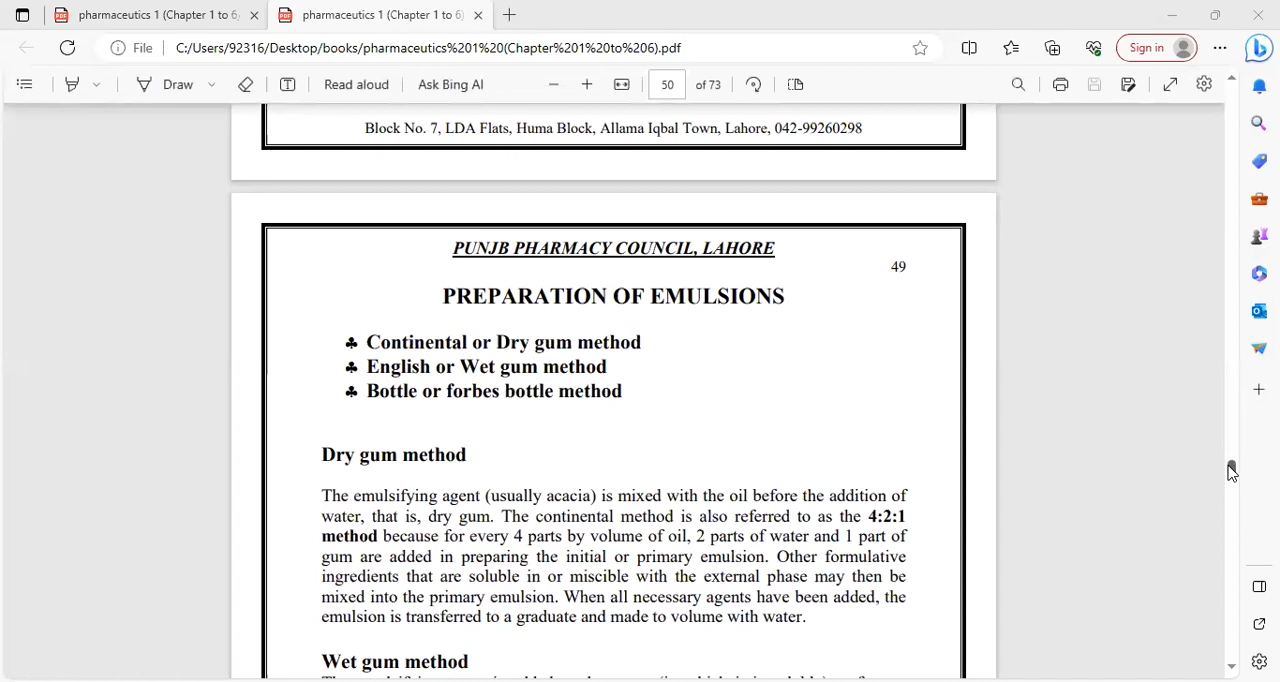 pharmaceutics 1 (Chapter 1 to 6,
pharmaceutics 1 (Chapter 1 to 6)
File
C:/Users/92316/Desktop/books/pharmaceutics%201%20(Chapter%201%20to%206).pdf
Sign in
Draw
Read aloud
Ask Bing AI
50
of 73
Block No. 7, LDA Flats, Huma Block, Allama Iqbal Town, Lahore, 042-99260298
PUNJB PHARMACY COUNCIL, LAHORE
49
PREPARATION OF EMULSIONS
♣ Continental or Dry gum method
♣ English or Wet gum method
♣ Bottle or forbes bottle method
Dry gum method
The emulsifying agent (usually acacia) is mixed with the oil before the addition of
water, that is, dry gum. The continental method is also referred to as the 4:2:1
method because for every 4 parts by volume of oil, 2 parts of water and 1 part of
gum are added in preparing the initial or primary emulsion. Other formulative
ingredients that are soluble in or miscible with the external phase may then be
mixed into the primary emulsion. When all necessary agents have been added, the
emulsion is transferred to a graduate and made to volume with water.
Wet gum method